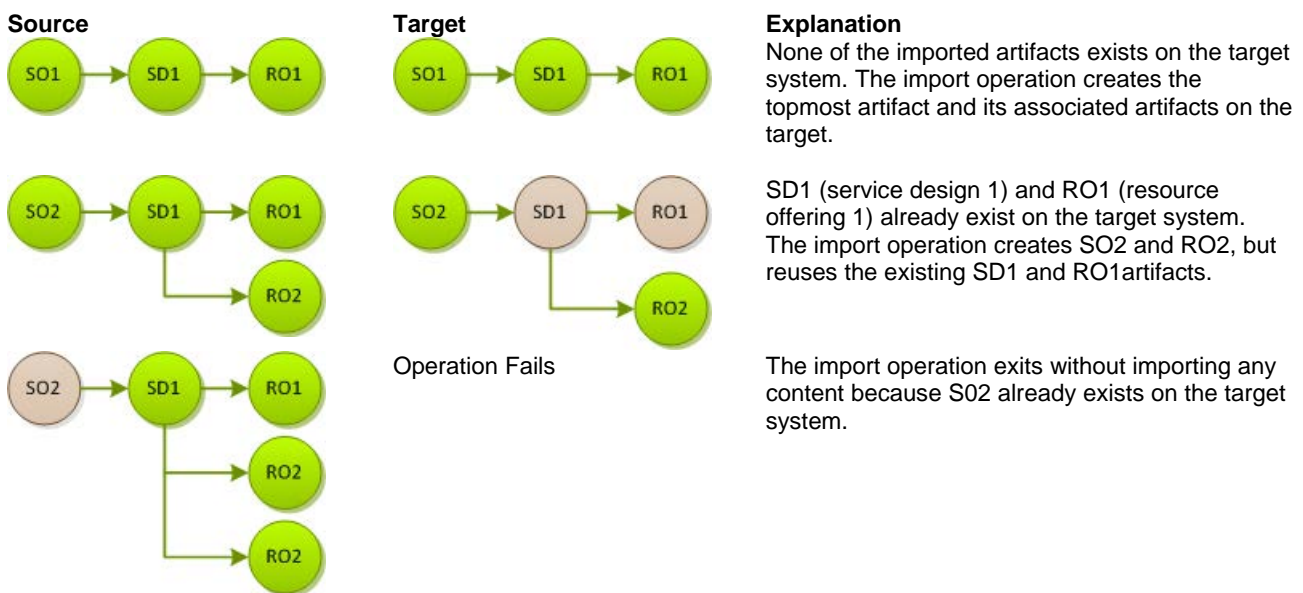 Source Target Explanation
SO1 SD1 RO1 SO1 SD1 RO1
None of the imported artifacts exists on the target
system. The import operation creates the
topmost artifact and its associated artifacts on the
target.
SO2 SD1 RO1 SO2 SD1 RO1
RO2 RO2
SD1 (service design 1) and RO1 (resource
offering 1) already exist on the target system.
The import operation creates SO2 and RO2, but
reuses the existing SD1 and RO1artifacts.
SO2 SD1 RO1
RO2
RO2
Operation Fails
The import operation exits without importing any
content because S02 already exists on the target
system.